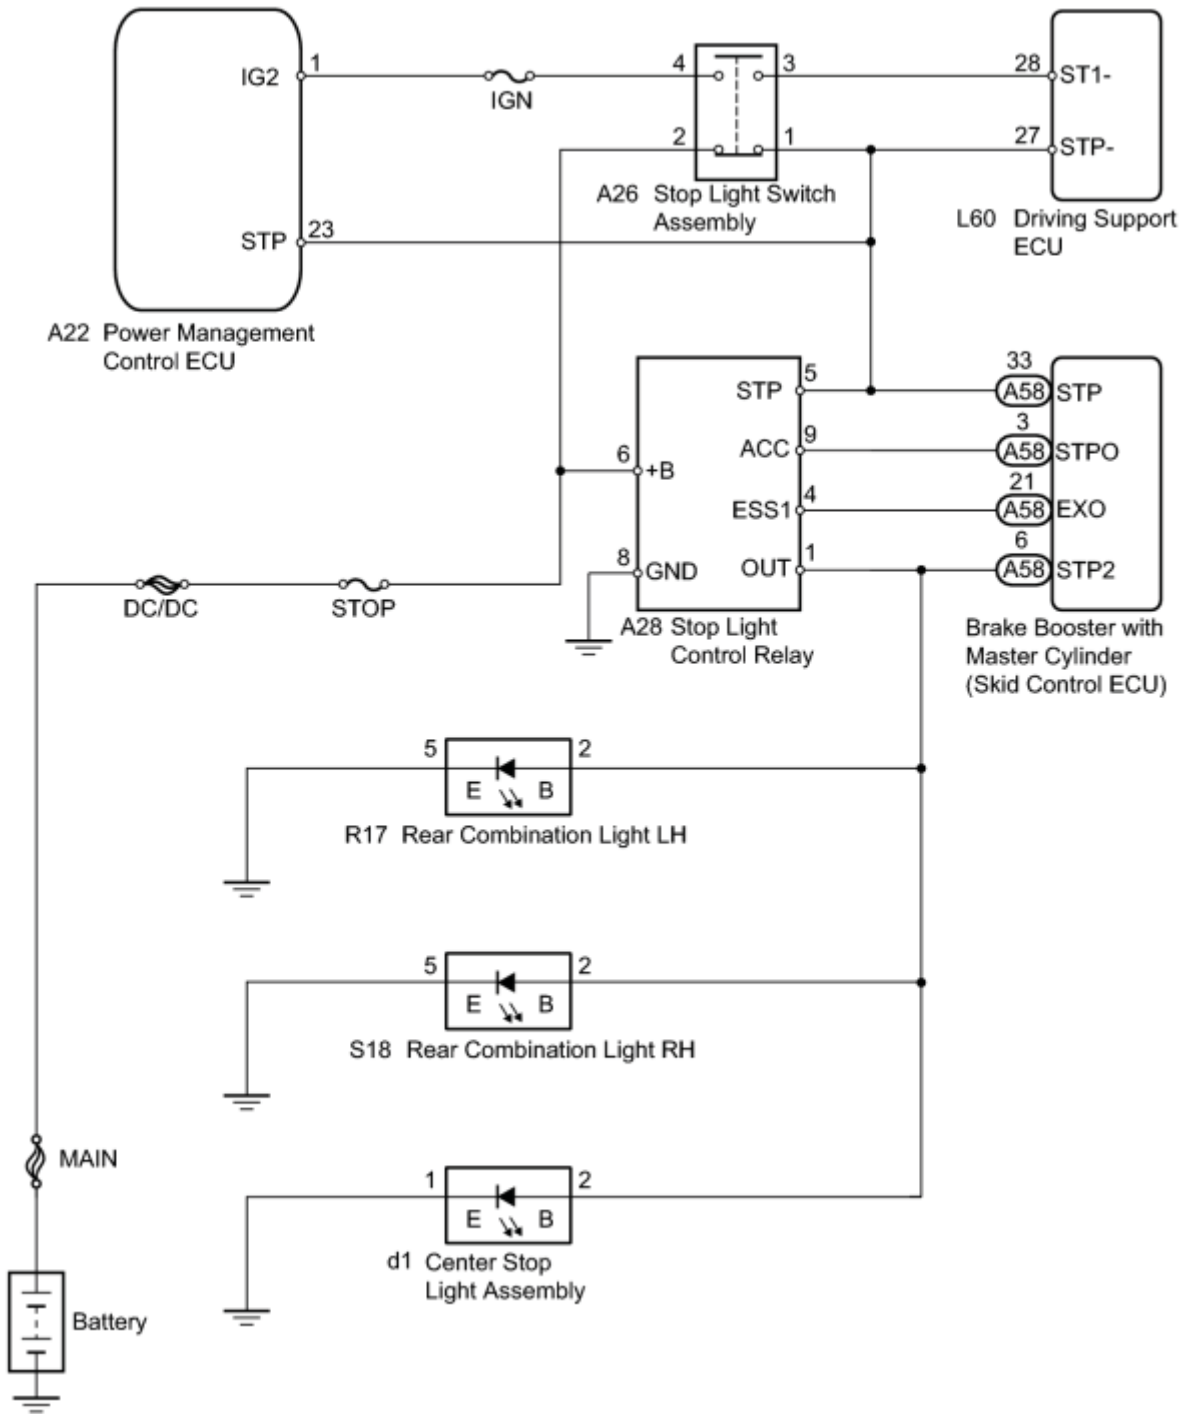 IG2
1
IGN
4
3
28
ST1-
2
1
27
STP-
A26 Stop Light Switch
Assembly
L60 Driving Support
ECU
STP
23
A22 Power Management
Control ECU
STP
5
33
A58
STP
ACC
9
3
A58
STPO
6
+B
ESS1
4
21
A58
EXO
8
GND
OUT
1
6
A58
STP2
DC/DC
STOP
A28 Stop Light
Control Relay
Brake Booster with
Master Cylinder
(Skid Control ECU)
5
2
E
B
R17 Rear Combination Light LH
5
2
E
B
S18 Rear Combination Light RH
MAIN
1
2
E
B
d1 Center Stop
Light Assembly
Battery